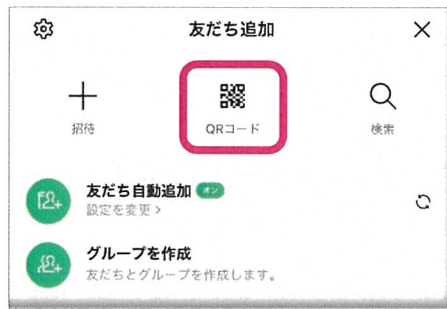 友だち追加
招待
QRコード
検索
友だち自動追加 オン
設定を変更 >
グループを作成
友だちとグループを作成します。